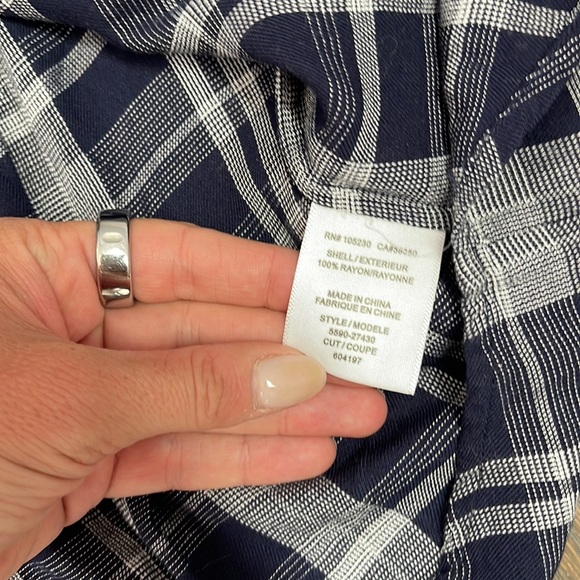 RN# 105230 CA#56250
SHELL/EXTERIEUR
100% RAYON/RAYONNE
MADE IN CHINA
FABRIQUE EN CHINE
STYLE/MODELE
5590-27430
CUT/COUPE
604197